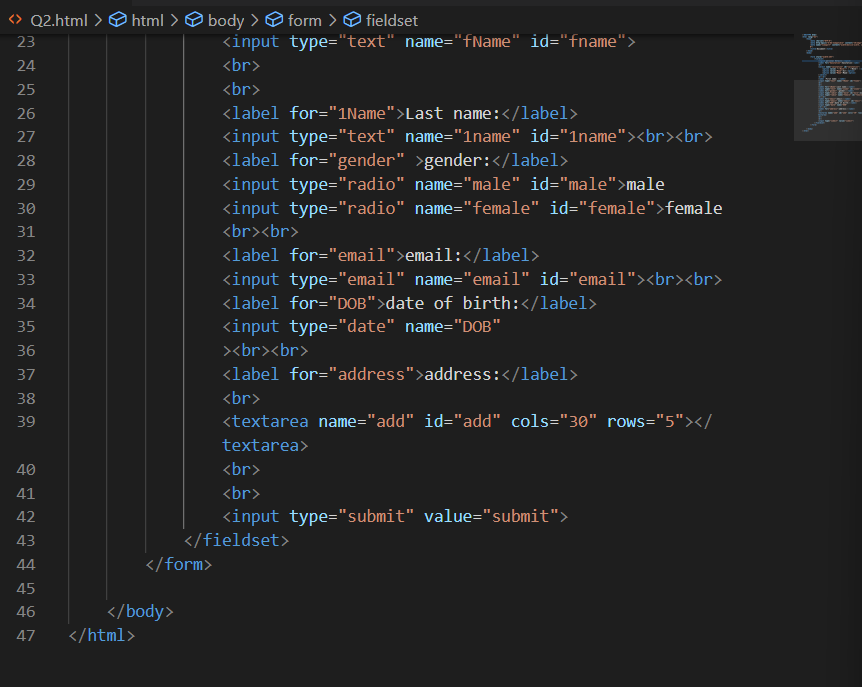 Q2.html > html > body > form > fieldset
23 <input type="text" name="fName" id="fname">
24 <br>
25 <br>
26 <label for="1Name">Last name:</label>
27 <input type="text" name="1name" id="1name"><br><br>
28 <label for="gender" >gender:</label>
29 <input type="radio" name="male" id="male">male
30 <input type="radio" name="female" id="female">female
31 <br><br>
32 <label for="email">email:</label>
33 <input type="email" name="email" id="email"><br><br>
34 <label for="DOB">date of birth:</label>
35 <input type="date" name="DOB"
36 ><br><br>
37 <label for="address">address:</label>
38 <br>
39 <textarea name="add" id="add" cols="30" rows="5"></
textarea>
40 <br>
41 <br>
42 <input type="submit" value="submit">
43 </fieldset>
44 </form>
45
46 </body>
47 </html>